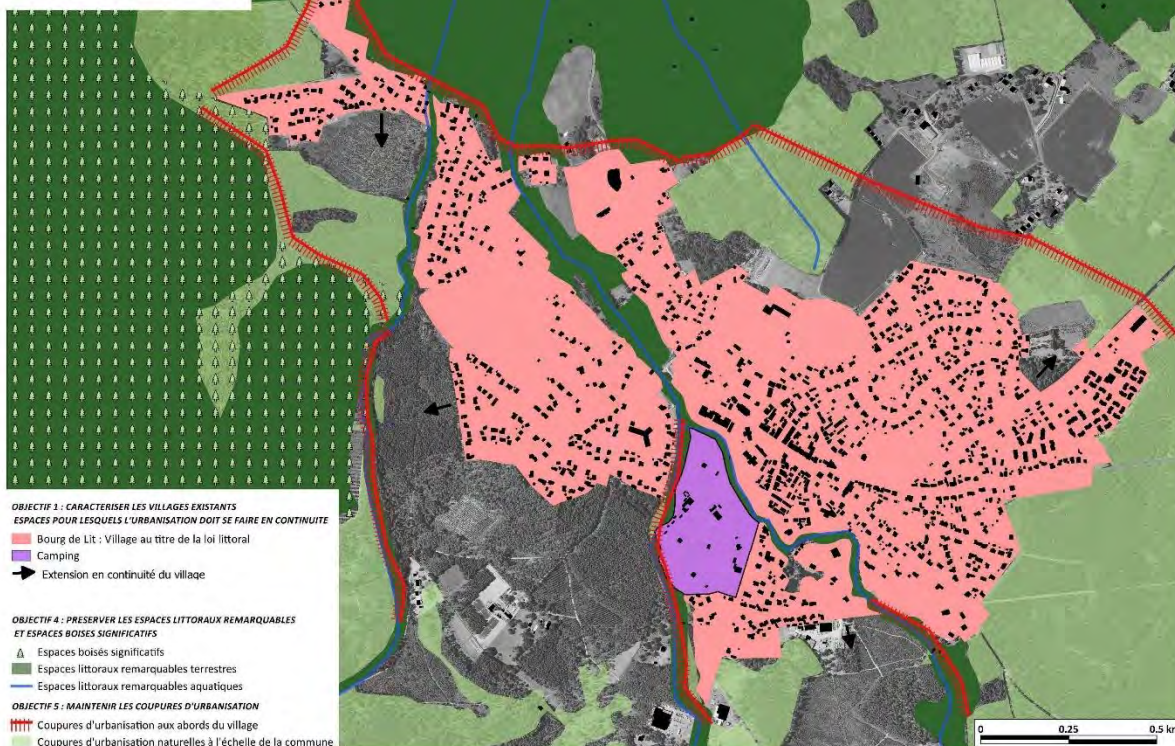 OBJECTIF 1 : CARACTERISER LES VILLAGES EXISTANTS
ESPACES POUR LESQUELS L'URBANISATION DOIT SE FAIRE EN CONTINUITE
Bourg de Lit : Village au titre de la loi littoral
Camping
Extension en continuité du village
OBJECTIF 4 : PRESERVER LES ESPACES LITTORAUX REMARQUABLES
ET ESPACES BOISES SIGNIFICATIFS
Espaces boisés significatifs
Espaces littoraux remarquables terrestres
Espaces littoraux remarquables aquatiques
OBJECTIF 5 : MAINTENIR LES COUPURES D'URBANISATION
Coupures d'urbanisation aux abords du village
Coupures d'urbanisation naturelles à l'échelle de la commune
0 0.25 0.5 km